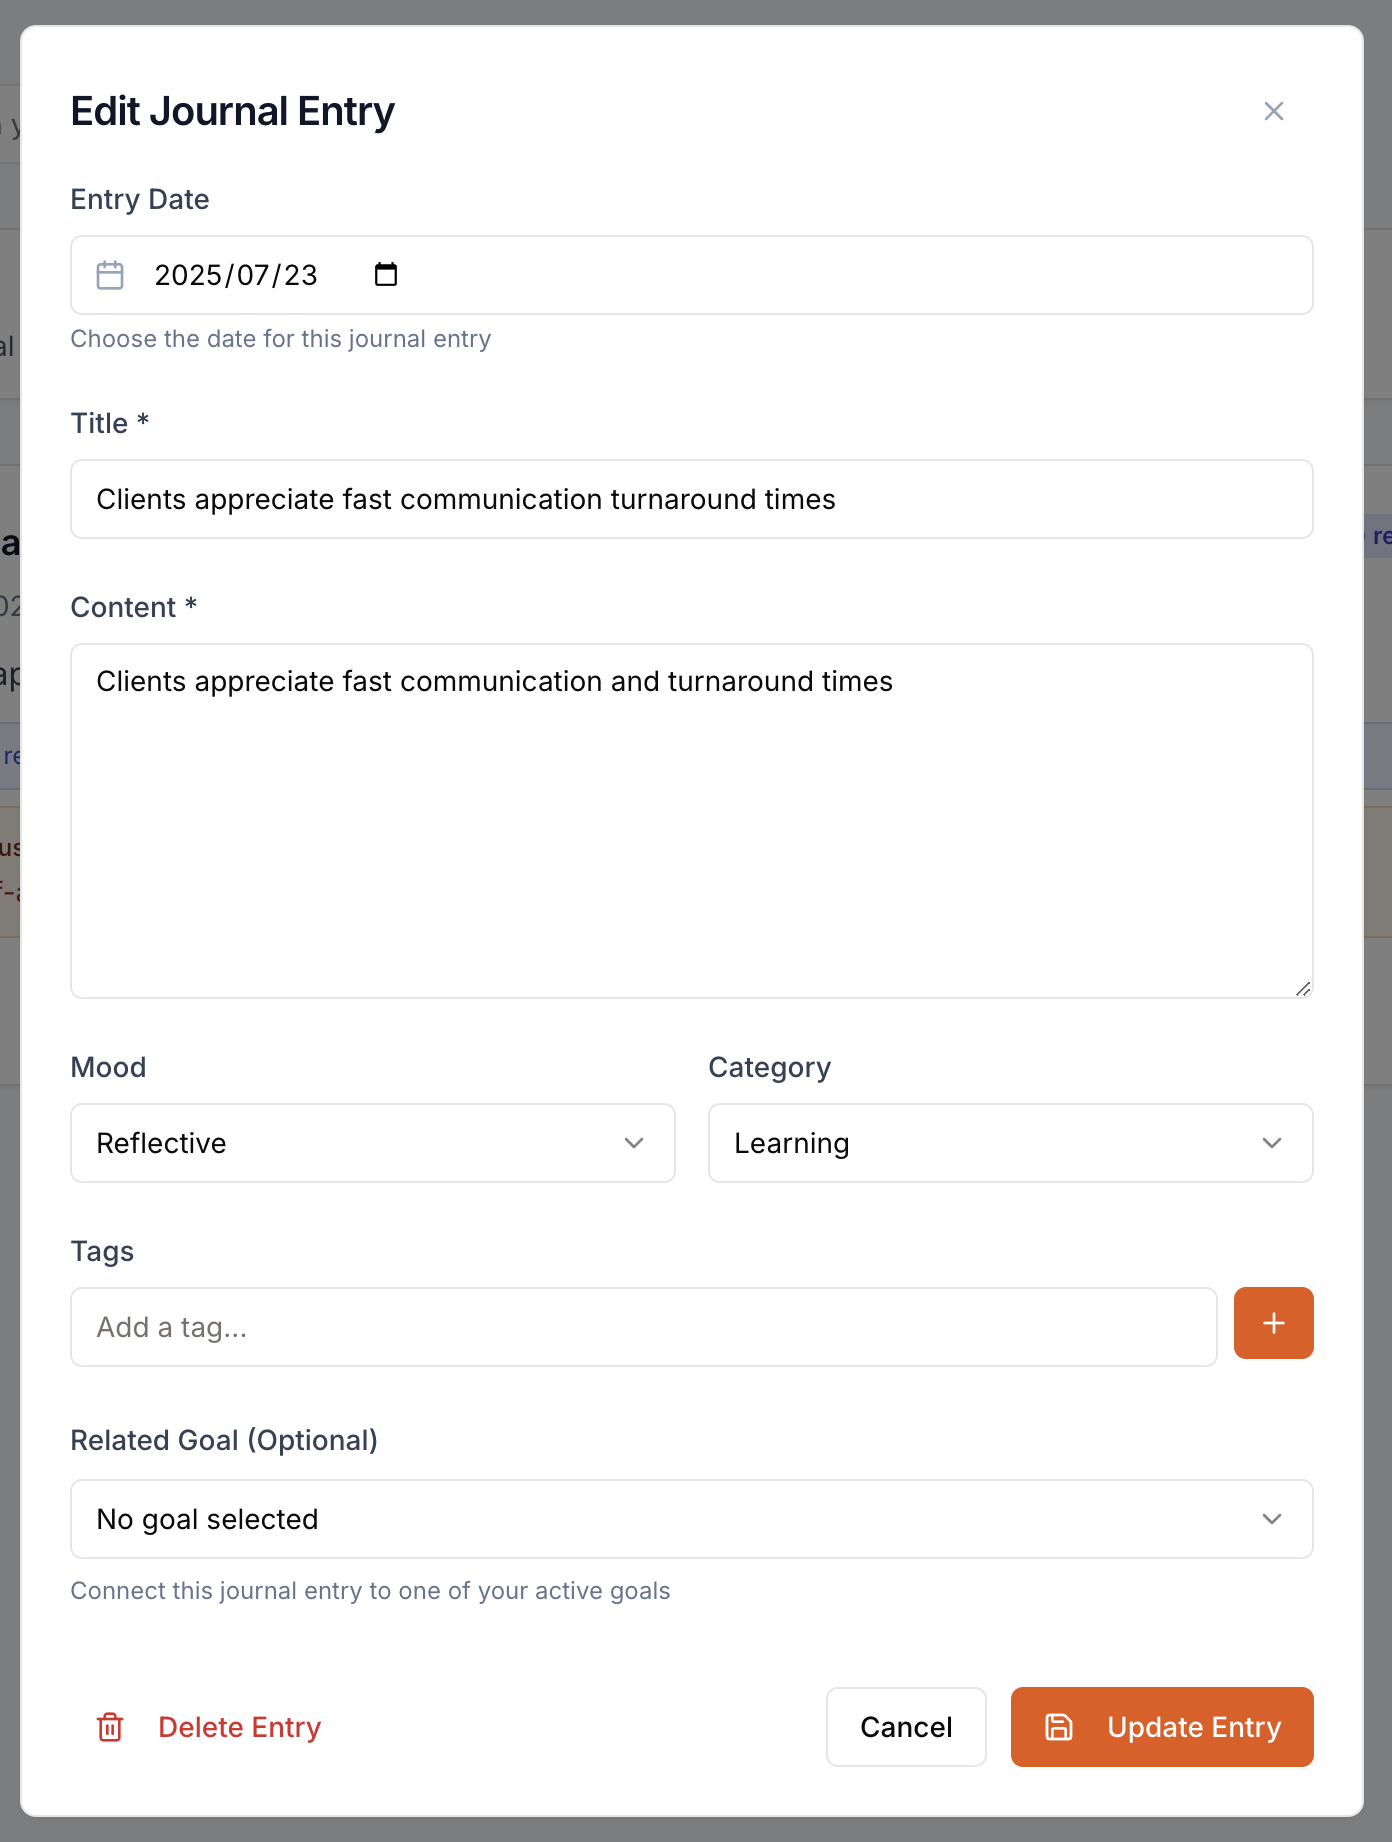 Edit Journal Entry
Entry Date
2025/07/23
Choose the date for this journal entry
Title *
Clients appreciate fast communication turnaround times
Content *
Clients appreciate fast communication and turnaround times
Mood
Category
Reflective
Learning
Tags
Add a tag...
Related Goal (Optional)
No goal selected
Connect this journal entry to one of your active goals
Delete Entry
Cancel
Update Entry